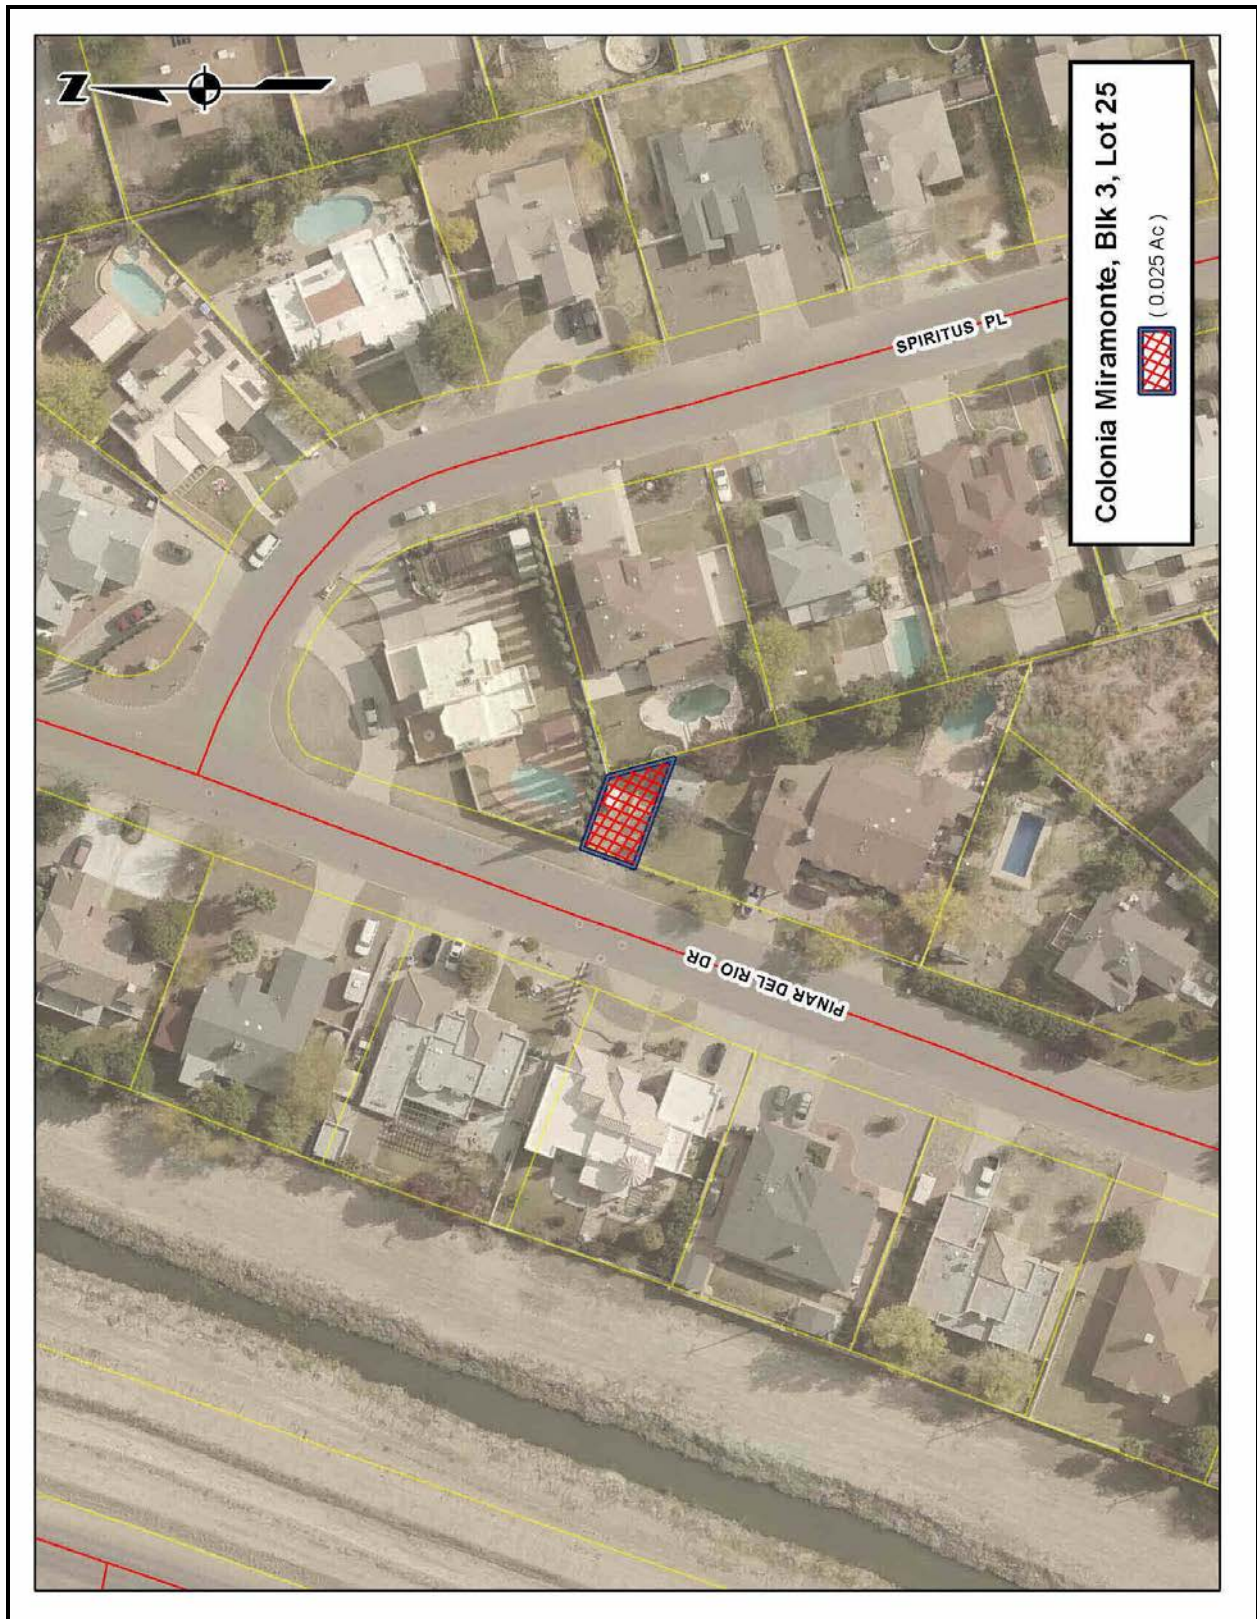 N
SPIRITUS PL
PINAR DEL RIO DR
Colonia Miramonte, Blk 3, Lot 25
( 0.025 Ac )